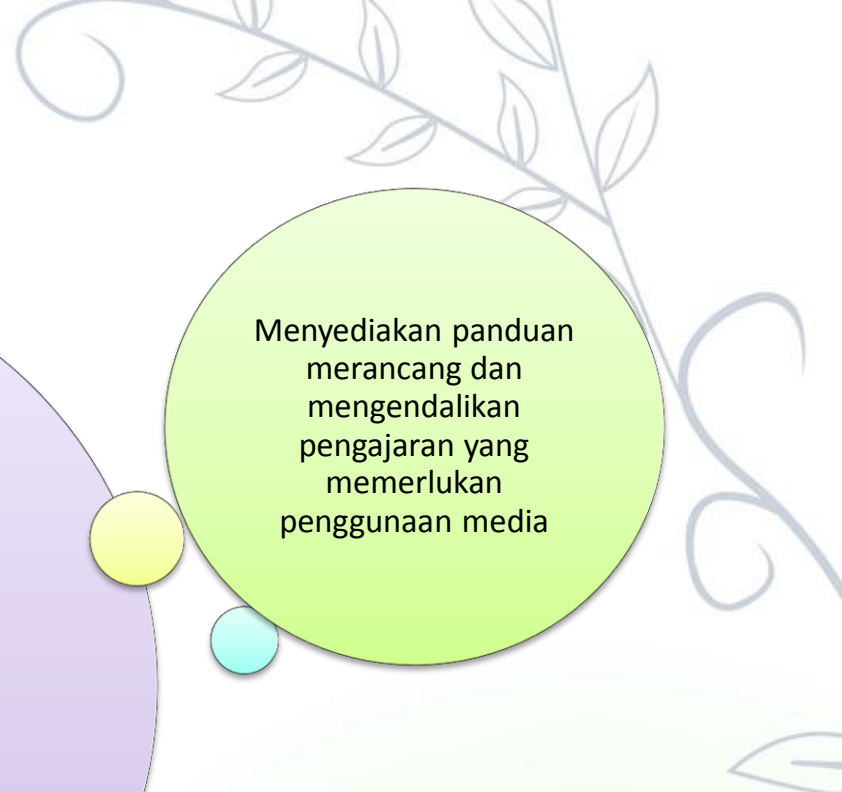 Menyediakan panduan
merancang dan
mengendalikan
pengajaran yang
memerlukan
penggunaan media